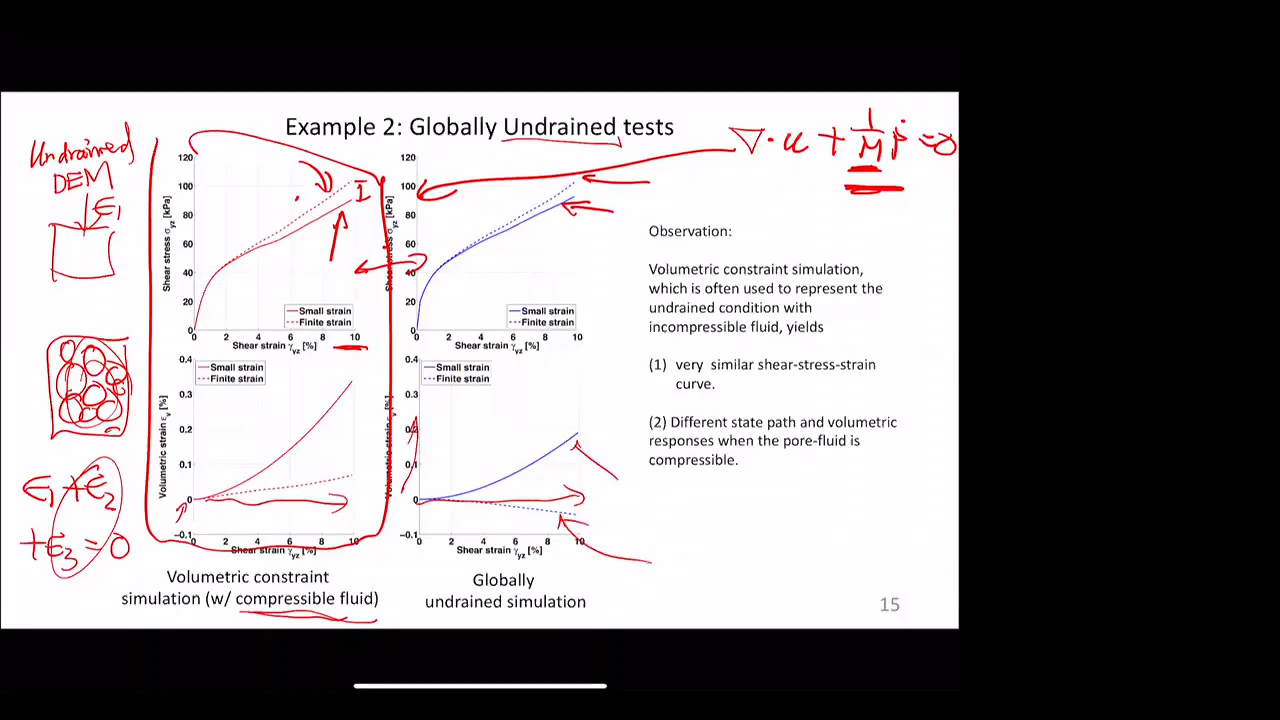 Example 2: Globally Undrained tests
∇·u + 1/M ṗ = 0
Undrained
DEM
ϵ1
ϵ1 + ϵ2
+ϵ3 = 0
120
100
80
60
40
20
0
Shear stress σyz [kPa]
I
Small strain
Finite strain
0 2 4 6 8 10
Shear strain γyz [%]
120
100
80
60
40
20
0
Shear stress σyz [kPa]
Small strain
Finite strain
0 2 4 6 8 10
Shear strain γyz [%]
0.4
0.3
0.2
0.1
0
−0.1
Volumetric strain εv [%]
Small strain
Finite strain
0 2 4 6 8 10
Shear strain γyz [%]
0.4
0.3
0.2
0.1
0
−0.1
Volumetric strain εv [%]
Small strain
Finite strain
0 2 4 6 8 10
Shear strain γyz [%]
Volumetric constraint
simulation (w/ compressible fluid)
Globally
undrained simulation
Observation:
Volumetric constraint simulation,
which is often used to represent the
undrained condition with
incompressible fluid, yields
(1) very similar shear-stress-strain
curve.
(2) Different state path and volumetric
responses when the pore-fluid is
compressible.
15